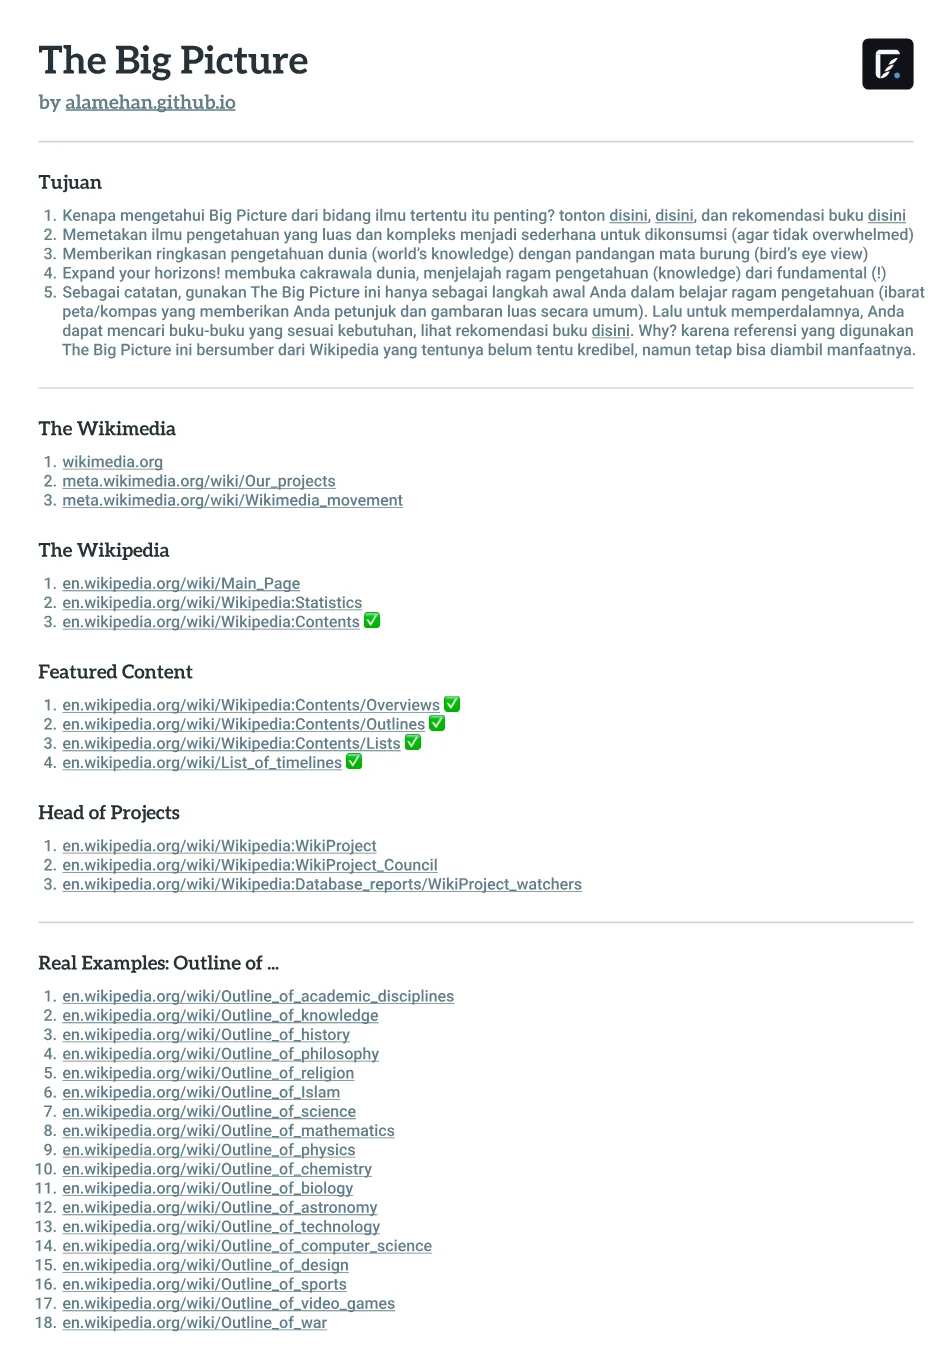 The Big Picture
by alamehan.github.io
Tujuan
1. Kenapa mengetahui Big Picture dari bidang ilmu tertentu itu penting? tonton disini, disini, dan rekomendasi buku disini
2. Memetakan ilmu pengetahuan yang luas dan kompleks menjadi sederhana untuk dikonsumsi (agar tidak overwhelmed)
3. Memberikan ringkasan pengetahuan dunia (world's knowledge) dengan pandangan mata burung (bird's eye view)
4. Expand your horizons! membuka cakrawala dunia, menjelajah ragam pengetahuan (knowledge) dari fundamental (!)
5. Sebagai catatan, gunakan The Big Picture ini hanya sebagai langkah awal Anda dalam belajar ragam pengetahuan (ibarat
peta/kompas yang memberikan Anda petunjuk dan gambaran luas secara umum). Lalu untuk memperdalamnya, Anda
dapat mencari buku-buku yang sesuai kebutuhan, lihat rekomendasi buku disini. Why? karena referensi yang digunakan
The Big Picture ini bersumber dari Wikipedia yang tentunya belum tentu kredibel, namun tetap bisa diambil manfaatnya.
The Wikimedia
1. wikimedia.org
2. meta.wikimedia.org/wiki/Our_projects
3. meta.wikimedia.org/wiki/Wikimedia_movement
The Wikipedia
1. en.wikipedia.org/wiki/Main_Page
2. en.wikipedia.org/wiki/Wikipedia:Statistics
3. en.wikipedia.org/wiki/Wikipedia:Contents ✅
Featured Content
1. en.wikipedia.org/wiki/Wikipedia:Contents/Overviews ✅
2. en.wikipedia.org/wiki/Wikipedia:Contents/Outlines ✅
3. en.wikipedia.org/wiki/Wikipedia:Contents/Lists ✅
4. en.wikipedia.org/wiki/List_of_timelines ✅
Head of Projects
1. en.wikipedia.org/wiki/Wikipedia:WikiProject
2. en.wikipedia.org/wiki/Wikipedia:WikiProject_Council
3. en.wikipedia.org/wiki/Wikipedia:Database_reports/WikiProject_watchers
Real Examples: Outline of ...
1. en.wikipedia.org/wiki/Outline_of_academic_disciplines
2. en.wikipedia.org/wiki/Outline_of_knowledge
3. en.wikipedia.org/wiki/Outline_of_history
4. en.wikipedia.org/wiki/Outline_of_philosophy
5. en.wikipedia.org/wiki/Outline_of_religion
6. en.wikipedia.org/wiki/Outline_of_Islam
7. en.wikipedia.org/wiki/Outline_of_science
8. en.wikipedia.org/wiki/Outline_of_mathematics
9. en.wikipedia.org/wiki/Outline_of_physics
10. en.wikipedia.org/wiki/Outline_of_chemistry
11. en.wikipedia.org/wiki/Outline_of_biology
12. en.wikipedia.org/wiki/Outline_of_astronomy
13. en.wikipedia.org/wiki/Outline_of_technology
14. en.wikipedia.org/wiki/Outline_of_computer_science
15. en.wikipedia.org/wiki/Outline_of_design
16. en.wikipedia.org/wiki/Outline_of_sports
17. en.wikipedia.org/wiki/Outline_of_video_games
18. en.wikipedia.org/wiki/Outline_of_war